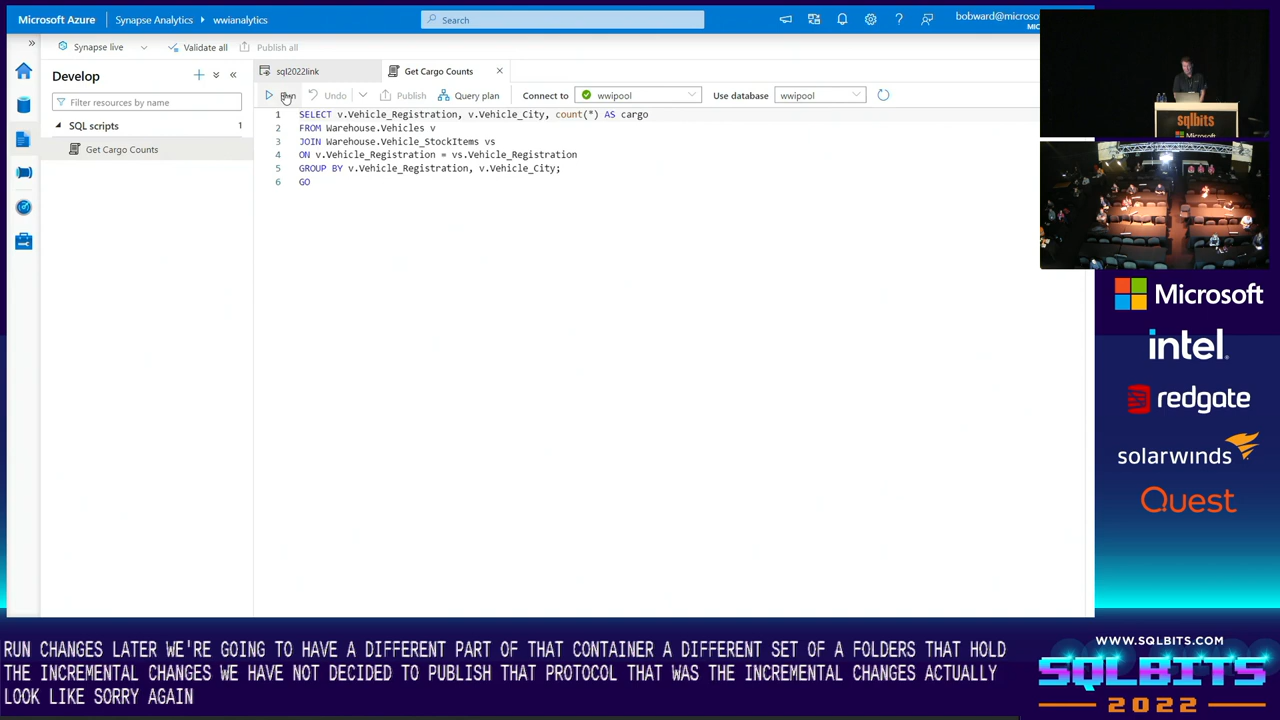 Microsoft Azure
Synapse Analytics
wwianalytics
Search
bobward@microso
MIC
Synapse live
Validate all
Publish all
Develop
sql2022link
Get Cargo Counts
Filter resources by name
Run
Undo
Publish
Query plan
Connect to
wwipool
Use database
wwipool
SQL scripts
1
Get Cargo Counts
1 SELECT v.Vehicle_Registration, v.Vehicle_City, count(*) AS cargo
2 FROM Warehouse.Vehicles v
3 JOIN Warehouse.Vehicle_StockItems vs
4 ON v.Vehicle_Registration = vs.Vehicle_Registration
5 GROUP BY v.Vehicle_Registration, v.Vehicle_City;
6 GO
sqlbits
Microsoft
Microsoft
intel.
redgate
solarwinds
Quest
RUN CHANGES LATER WE'RE GOING TO HAVE A DIFFERENT PART OF THAT CONTAINER A DIFFERENT SET OF A FOLDERS THAT HOLD
THE INCREMENTAL CHANGES WE HAVE NOT DECIDED TO PUBLISH THAT PROTOCOL THAT WAS THE INCREMENTAL CHANGES ACTUALLY
LOOK LIKE SORRY AGAIN
WWW.SQLBITS.COM
SQLBITS
2022